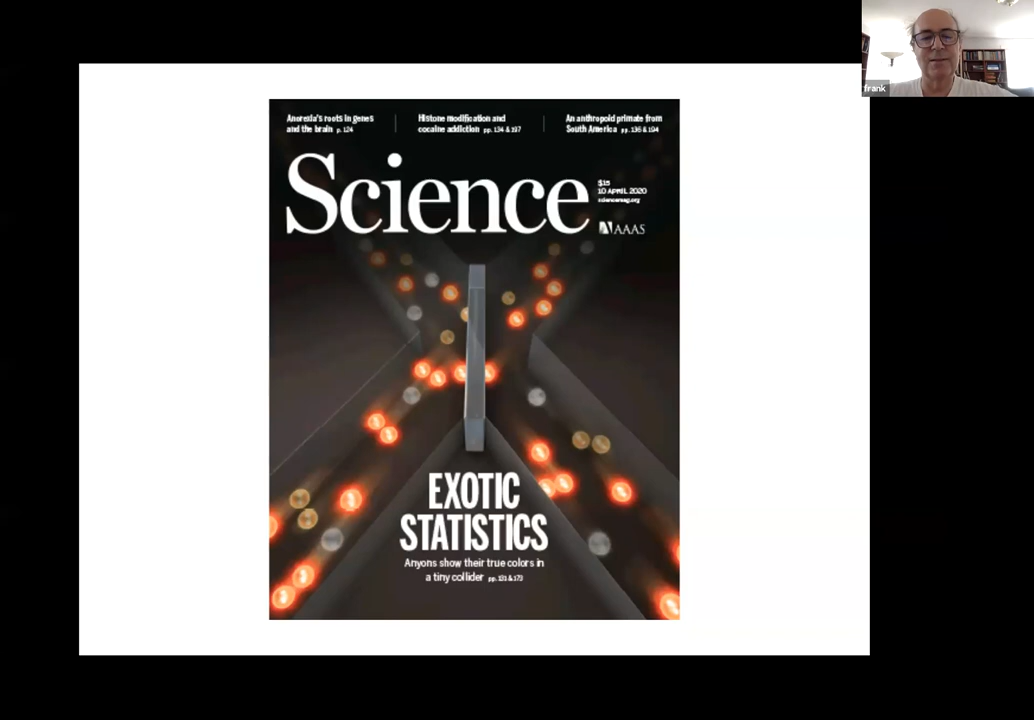 Anorexia's roots in genes
and the brain p. 124
Histone modification and
cocaine addiction pp. 134 & 197
An anthropoid primate from
South America pp. 136 & 194
Science
$15
10 APRIL 2020
sciencemag.org
AAAS
EXOTIC
STATISTICS
Anyons show their true colors in
a tiny collider pp. 131 & 173
frank